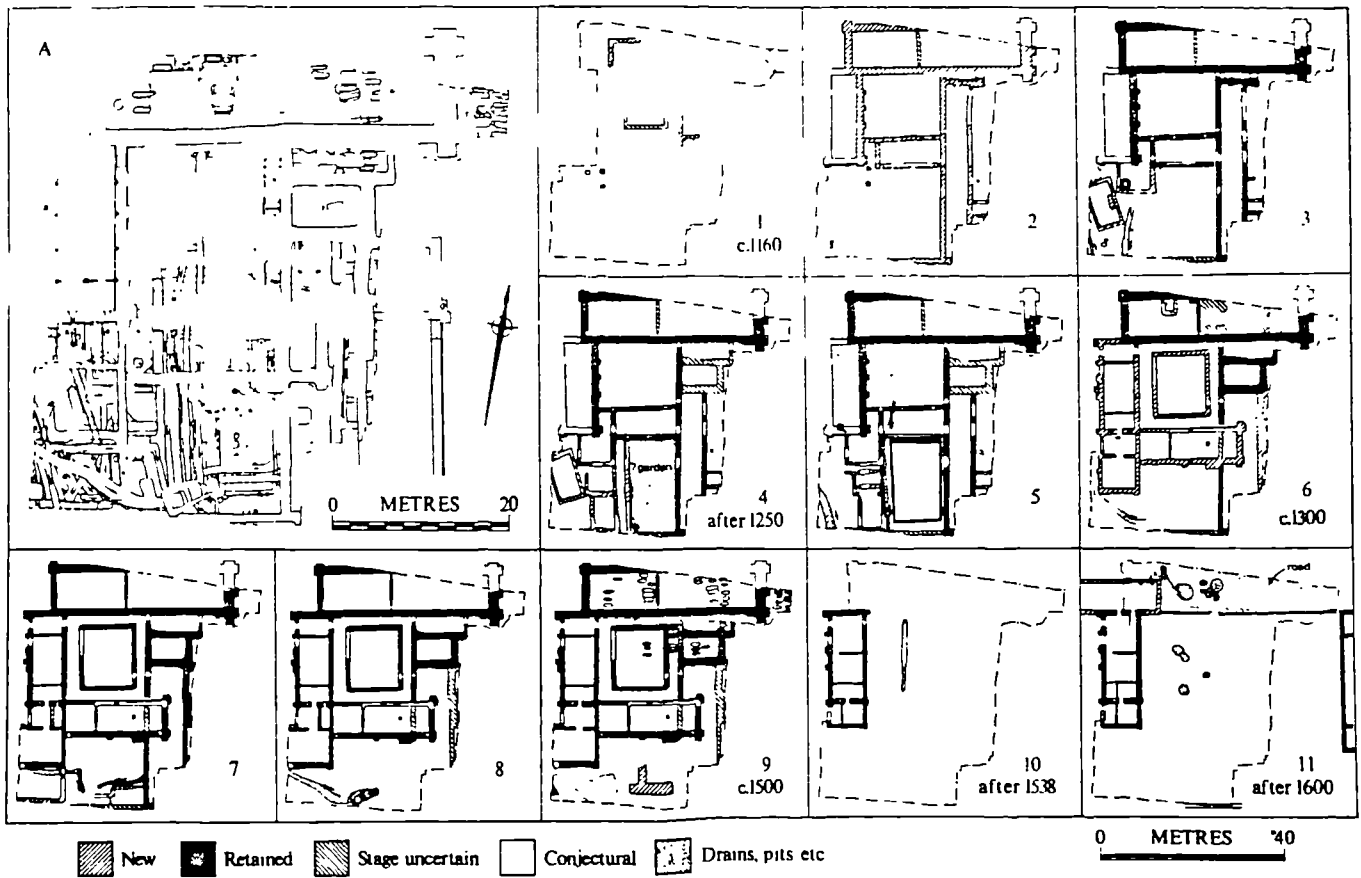 A
0 METRES 20
1
c.1160
2
3
garden
4
after 1250
5
6
c.1300
7
8
9
c.1500
10
after 1538
road
11
after 1600
New
Retained
Stage uncertain
Conjectural
Drains, pits etc
0 METRES 40